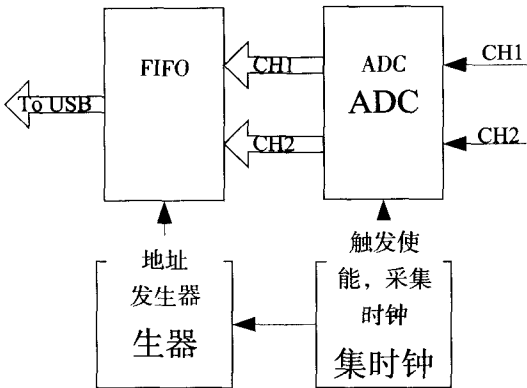 FIFO
CH1
ADC
ADC
CH1
To USB
CH2
CH2
地址
发生器
生器
触发使
能，采集
时钟
集时钟